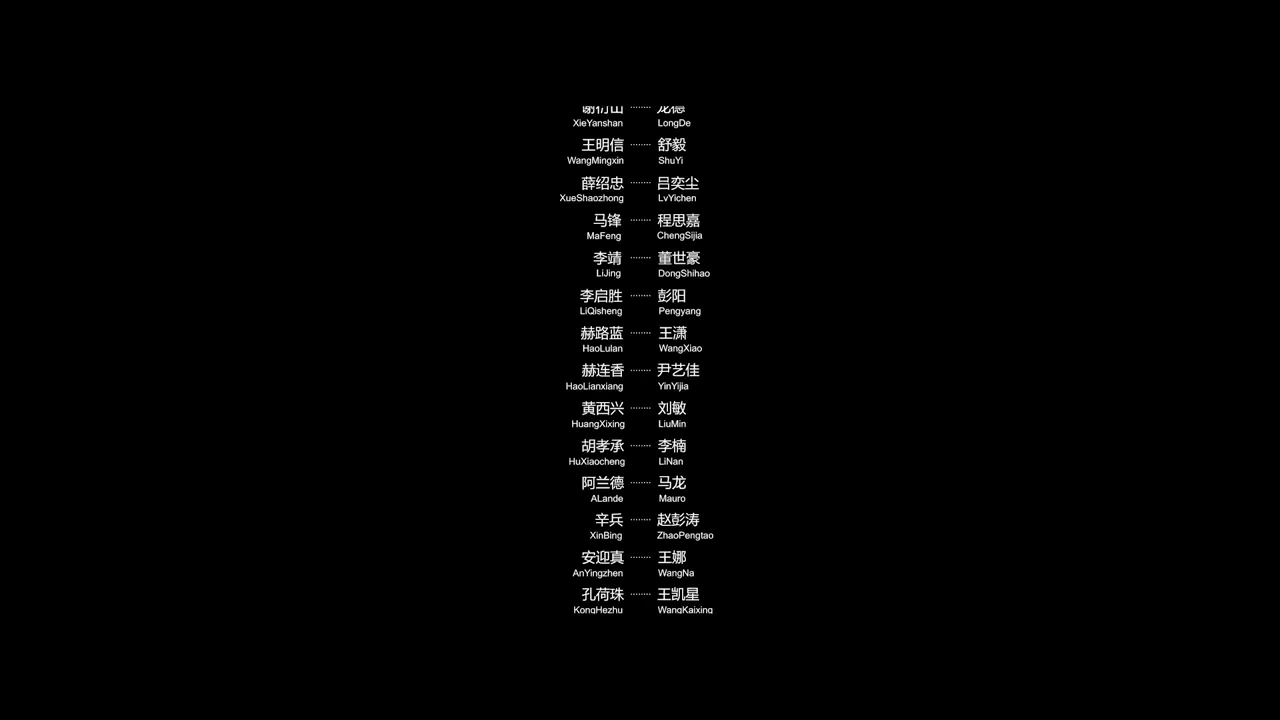 谢衍山 ········ 龙德
XieYanshan LongDe
王明信 ········ 舒毅
WangMingxin ShuYi
薛绍忠 ········ 吕奕尘
XueShaozhong LvYichen
马锋 ········ 程思嘉
MaFeng ChengSijia
李靖 ········ 董世豪
LiJing DongShihao
李启胜 ········ 彭阳
LiQisheng Pengyang
赫路蓝 ········ 王潇
HaoLulan WangXiao
赫连香 ········ 尹艺佳
HaoLianxiang YinYijia
黄西兴 ········ 刘敏
HuangXixing LiuMin
胡孝承 ········ 李楠
HuXiaocheng LiNan
阿兰德 ········ 马龙
ALande Mauro
辛兵 ········ 赵彭涛
XinBing ZhaoPengtao
安迎真 ········ 王娜
AnYingzhen WangNa
孔荷珠 ········ 王凯星
KongHezhu WangKaixing